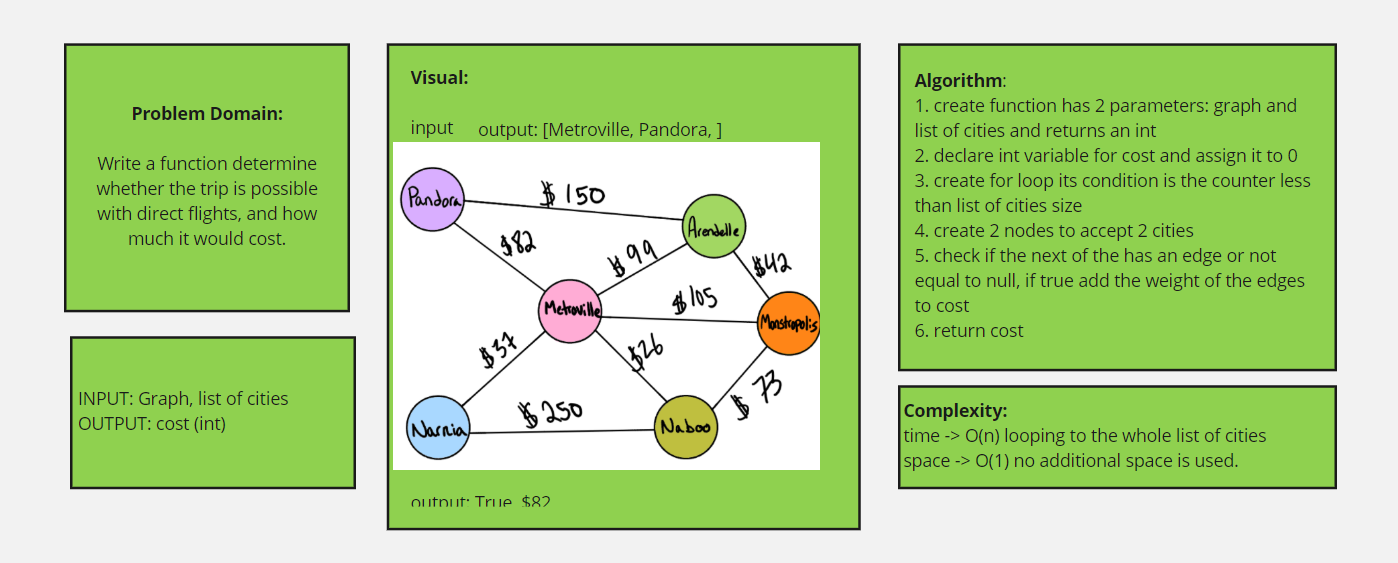 Problem Domain:
Write a function determine
whether the trip is possible
with direct flights, and how
much it would cost.
INPUT: Graph, list of cities
OUTPUT: cost (int)
Visual:
input output: [Metroville, Pandora, ]
Pandora
$150
Arendelle
$82
$99
$42
Metroville
$105
Monstropolis
$37
$26
$73
Narnia
$250
Naboo
output: True, $82
Algorithm:
1. create function has 2 parameters: graph and
list of cities and returns an int
2. declare int variable for cost and assign it to 0
3. create for loop its condition is the counter less
than list of cities size
4. create 2 nodes to accept 2 cities
5. check if the next of the has an edge or not
equal to null, if true add the weight of the edges
to cost
6. return cost
Complexity:
time -> O(n) looping to the whole list of cities
space -> O(1) no additional space is used.